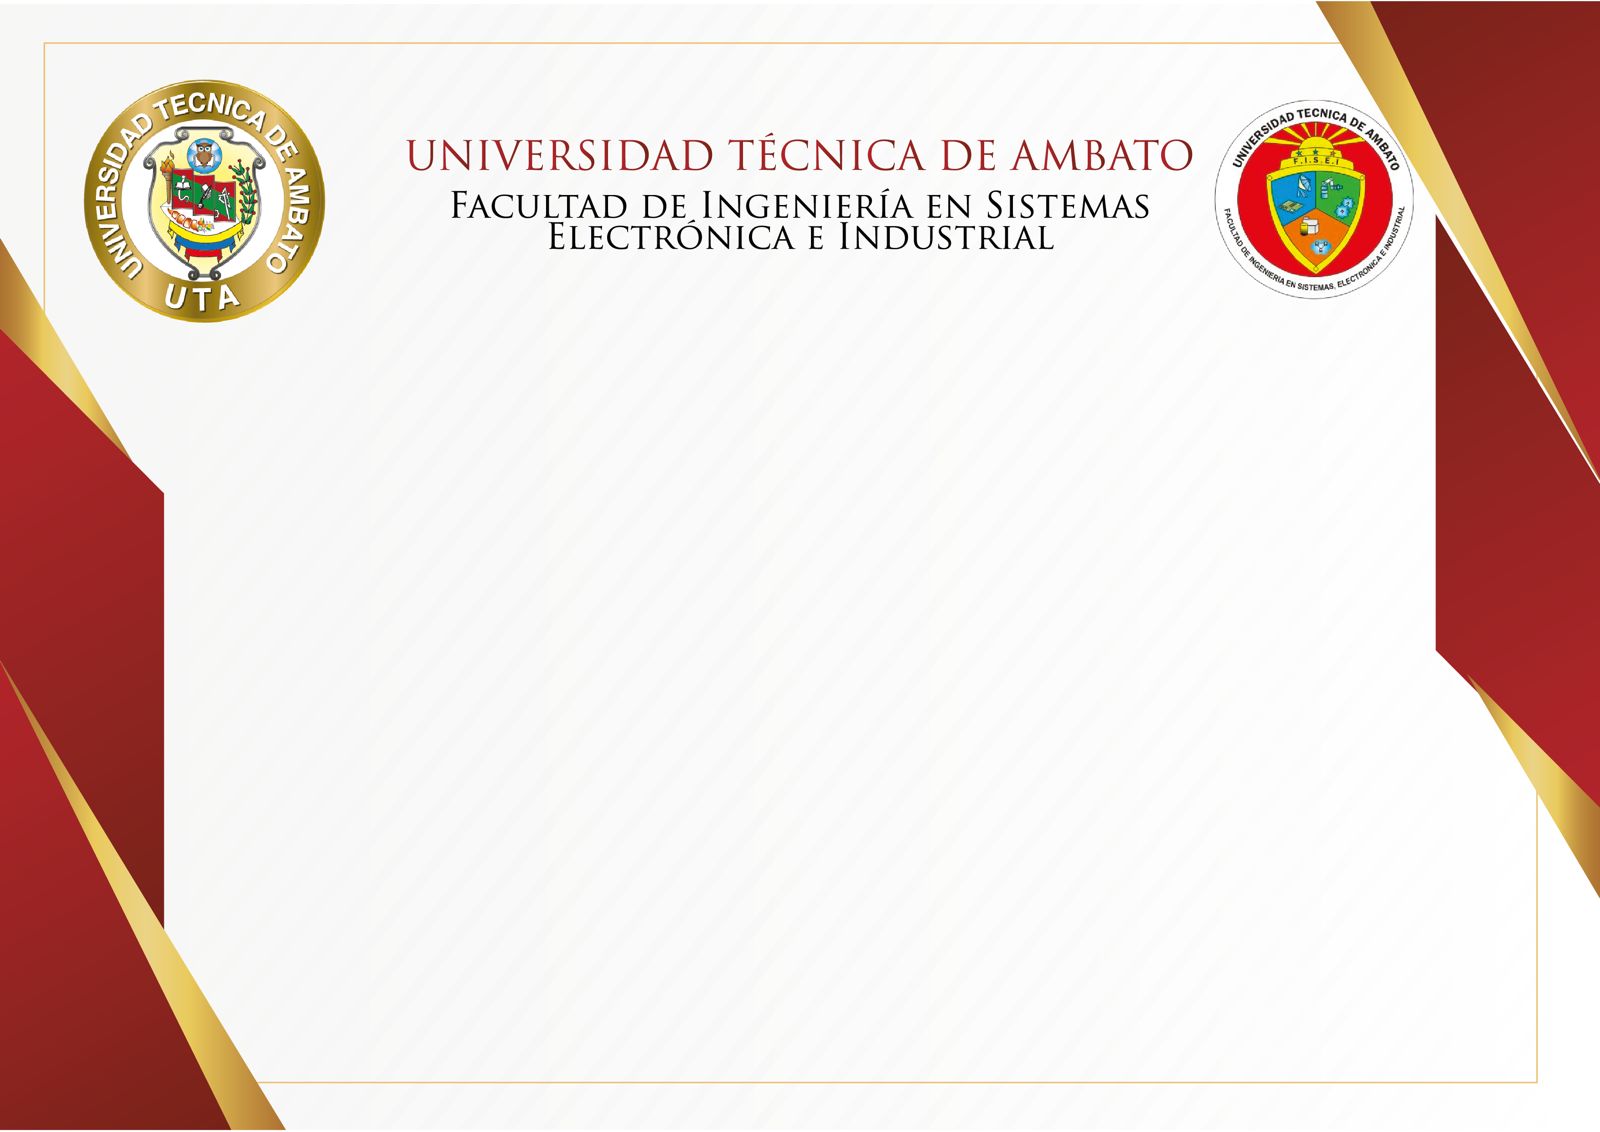 UNIVERSIDAD TECNICA DE AMBATO
UTA
UNIVERSIDAD TÉCNICA DE AMBATO
Facultad de Ingeniería en Sistemas
Electrónica e Industrial
UNIVERSIDAD TECNICA DE AMBATO
F.I.S.E.I
FACULTAD DE INGENIERIA EN SISTEMAS, ELECTRONICA E INDUSTRIAL